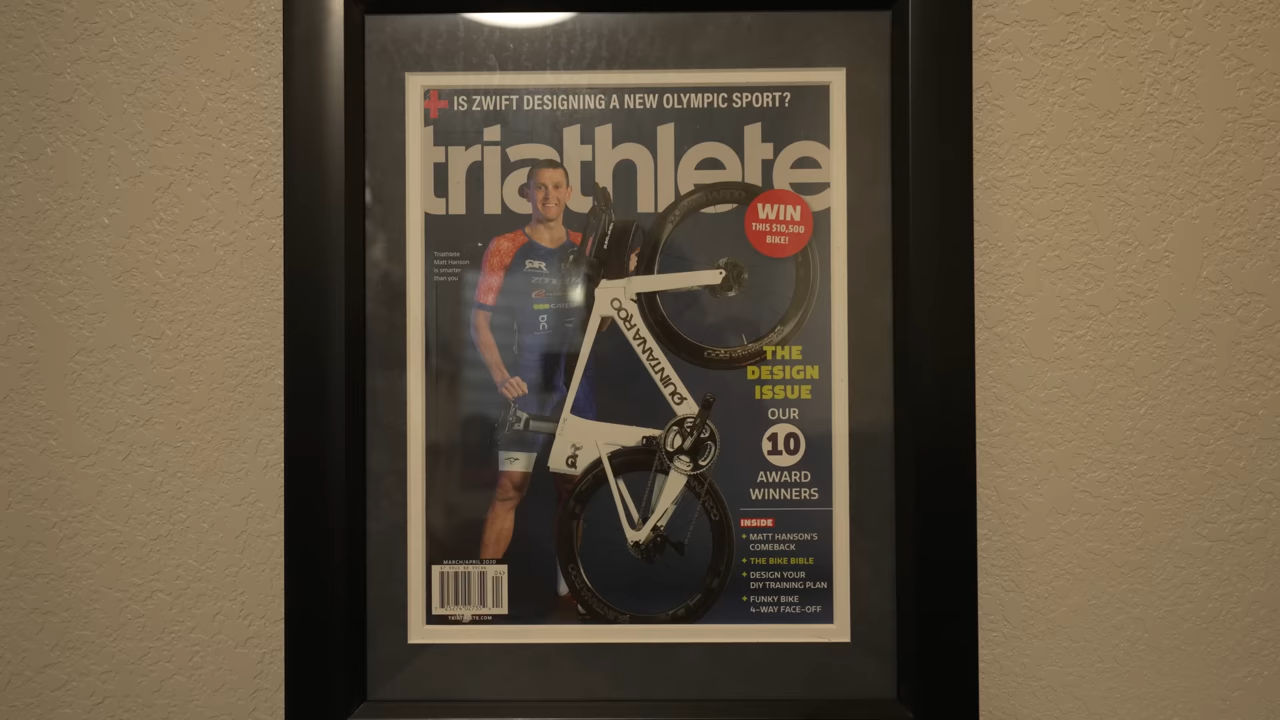 IS ZWIFT DESIGNING A NEW OLYMPIC SPORT?
triathlete
WIN
THIS $10,500
BIKE!
Triathlete
Matt Hanson
is smarter
than you
QUINTANA ROO
THE
DESIGN
ISSUE
OUR
10
AWARD
WINNERS
INSIDE
+ MATT HANSON'S
COMEBACK
+ THE BIKE BIBLE
+ DESIGN YOUR
DIY TRAINING PLAN
+ FUNKY BIKE
4-WAY FACE-OFF
MARCH/APRIL 2020
TRIATHLETE.COM